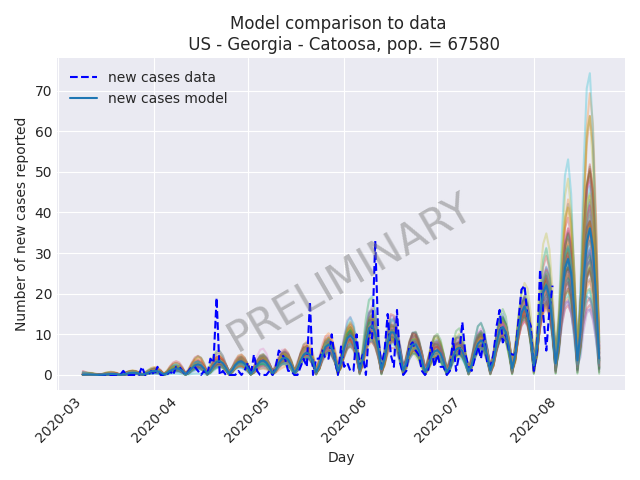 Model comparison to data
US - Georgia - Catoosa, pop. = 67580
new cases data
new cases model
PRELIMINARY
Number of new cases reported
70
60
50
40
30
20
10
0
2020-03
2020-04
2020-05
2020-06
2020-07
2020-08
Day